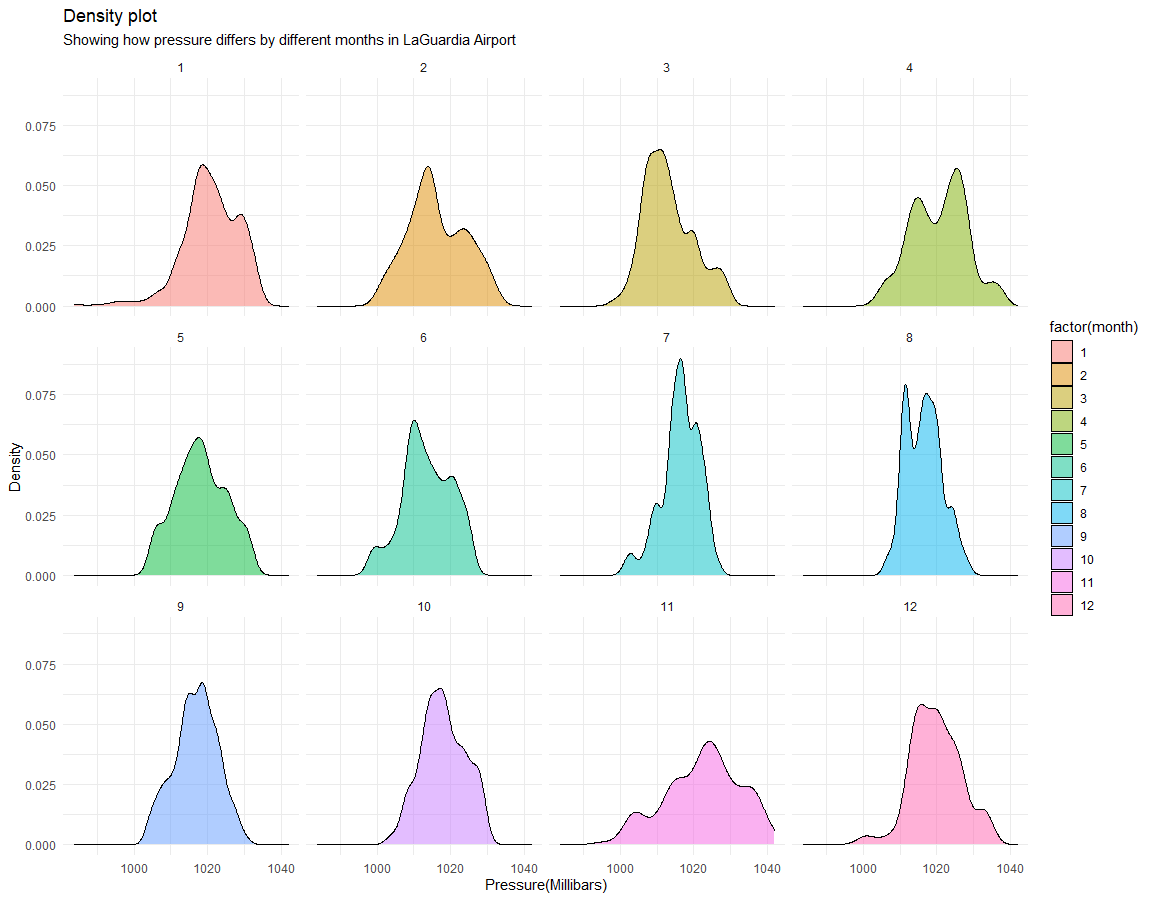 Density plot
Showing how pressure differs by different months in LaGuardia Airport
1 2 3 4
0.075
0.050
0.025
0.000
5 6 7 8
0.075
0.050
0.025
0.000
9 10 11 12
0.075
0.050
0.025
0.000
1000 1020 1040 1000 1020 1040 1000 1020 1040 1000 1020 1040
Pressure(Millibars)
Density
factor(month)
1
2
3
4
5
6
7
8
9
10
11
12